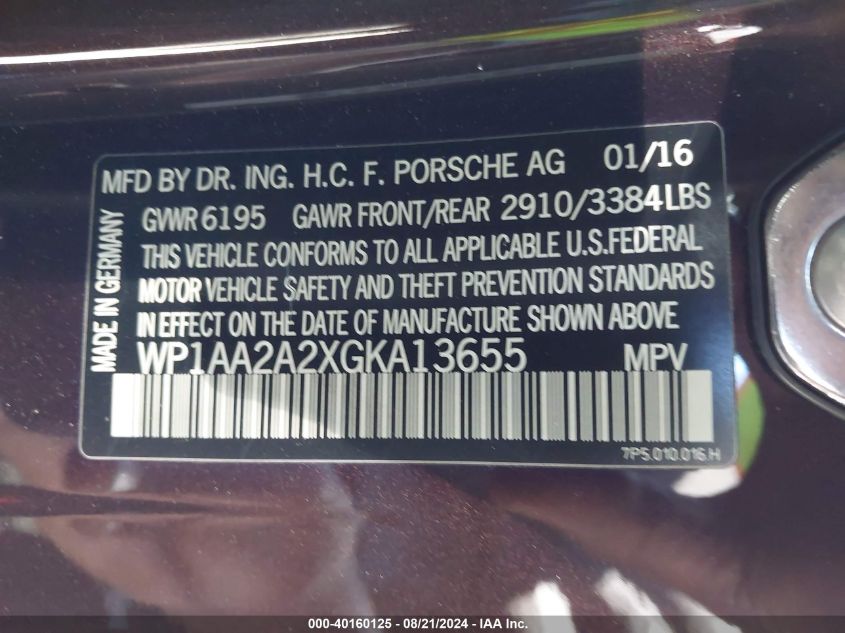 MFD BY DR. ING. H.C. F. PORSCHE AG 01/16
GVWR 6195 GAWR FRONT/REAR 2910/3384LBS
THIS VEHICLE CONFORMS TO ALL APPLICABLE U.S.FEDERAL
MOTOR VEHICLE SAFETY AND THEFT PREVENTION STANDARDS
IN EFFECT ON THE DATE OF MANUFACTURE SHOWN ABOVE
WP1AA2A2XGKA13655 MPV
MADE IN GERMANY
7P5.010.016.H
000-40160125 - 08/21/2024 - IAAI.COM